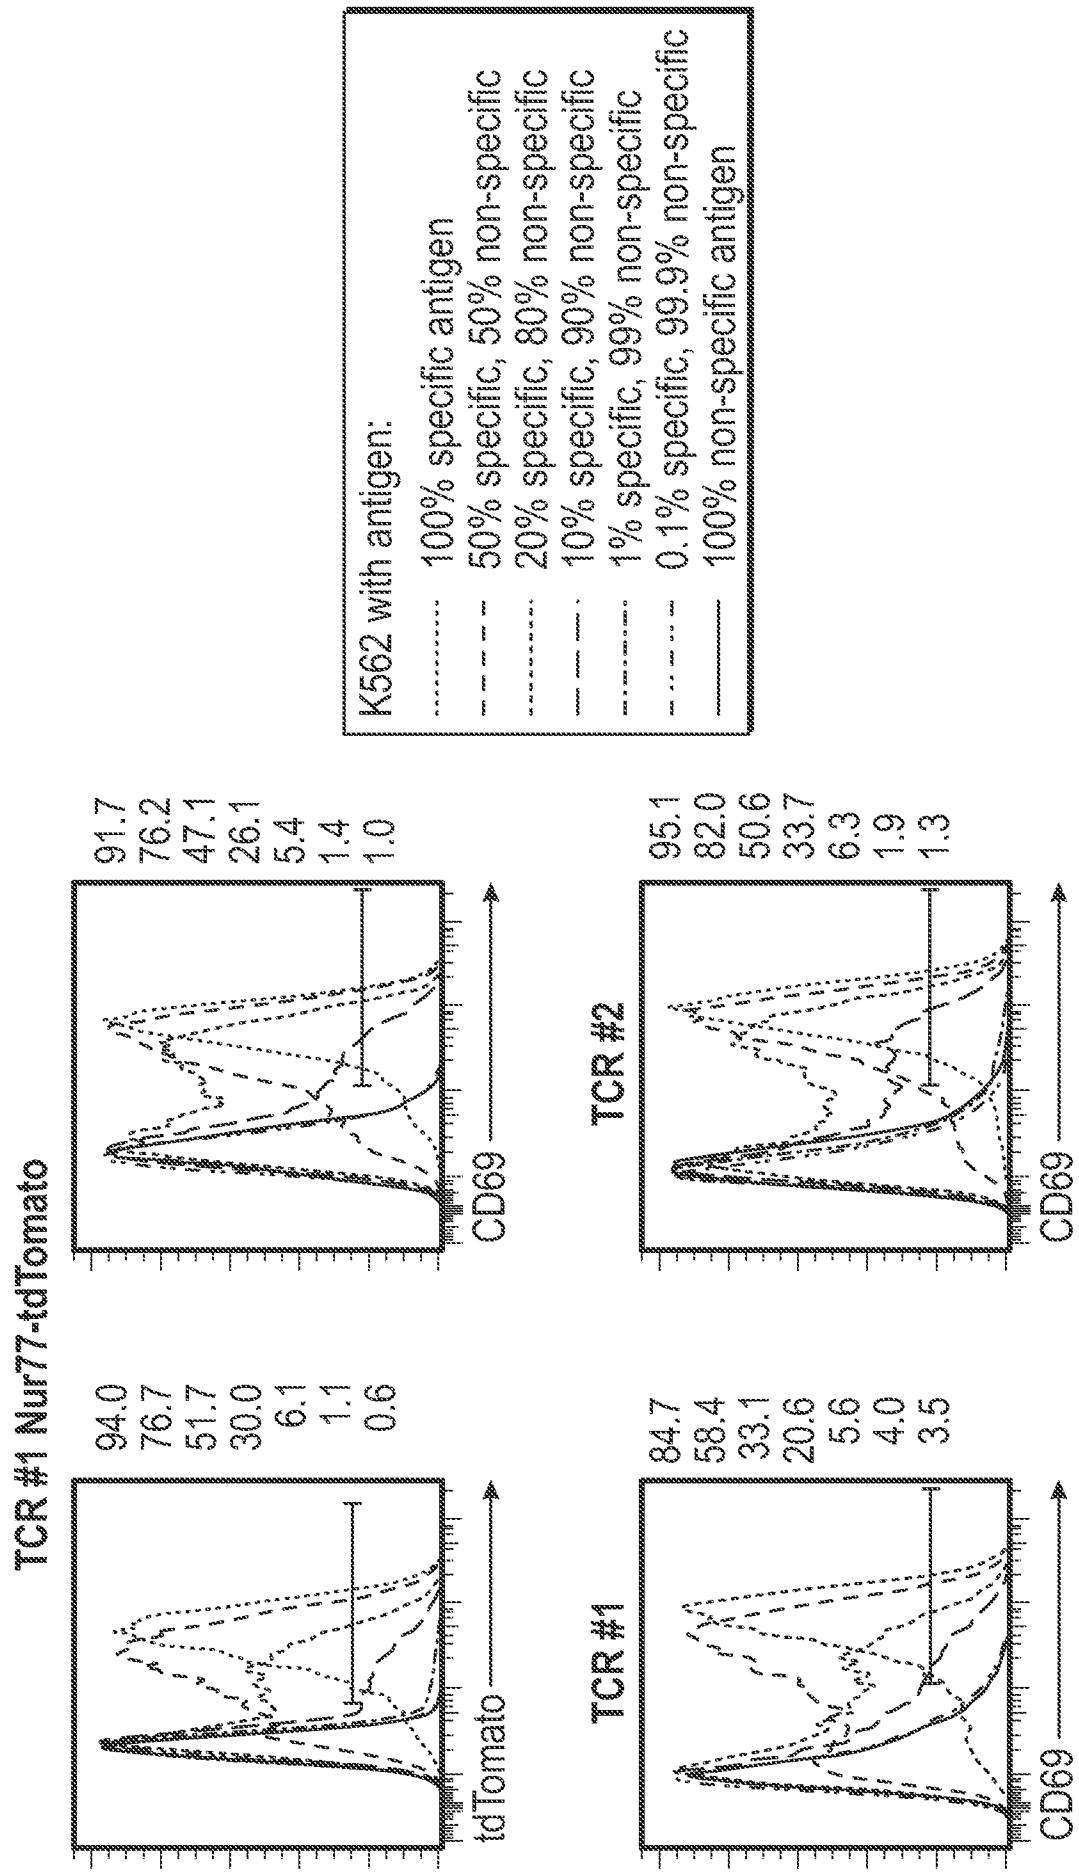 TCR #1 Nur77-tdTomato
94.0
76.7
51.7
30.0
6.1
1.1
0.6
tdTomato
91.7
76.2
47.1
26.1
5.4
1.4
1.0
CD69
TCR #1
84.7
58.4
33.1
20.6
5.6
4.0
3.5
CD69
TCR #2
95.1
82.0
50.6
33.7
6.3
1.9
1.3
CD69
K562 with antigen:
100% specific antigen
50% specific, 50% non-specific
20% specific, 80% non-specific
10% specific, 90% non-specific
1% specific, 99% non-specific
0.1% specific, 99.9% non-specific
100% non-specific antigen